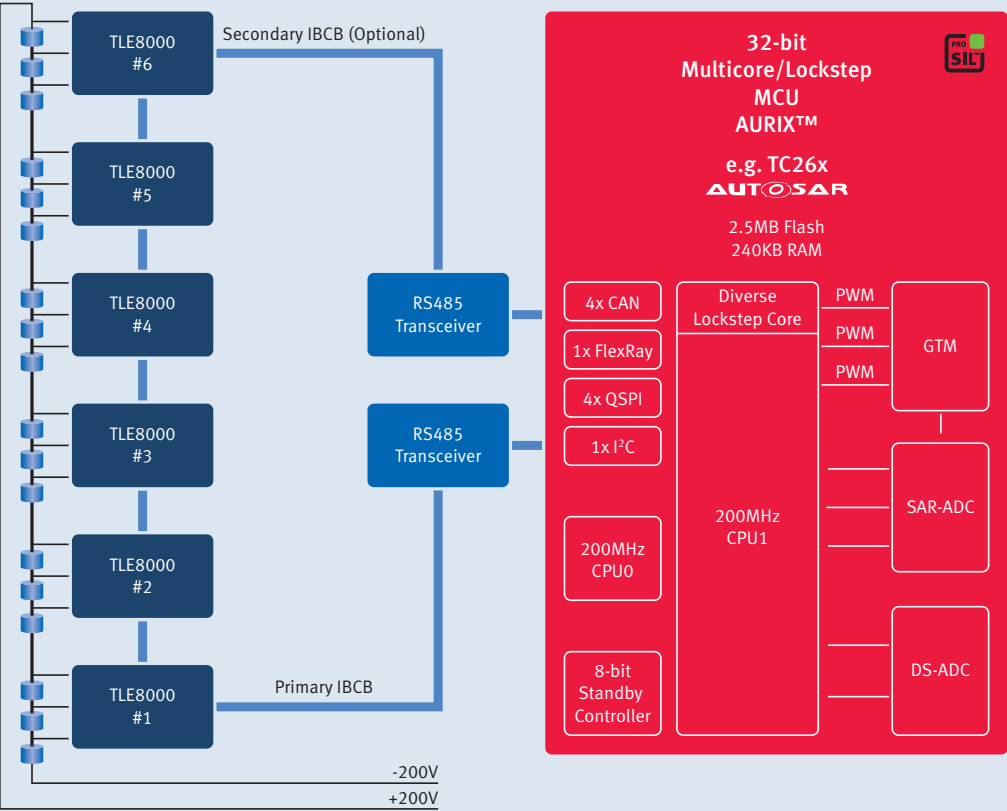 TLE8000
#6
TLE8000
#5
TLE8000
#4
TLE8000
#3
TLE8000
#2
TLE8000
#1
Secondary IBCB (Optional)
Primary IBCB
-200V
+200V
RS485
Transceiver
RS485
Transceiver
32-bit
Multicore/Lockstep
MCU
AURIX™
e.g. TC26x
AUTOSAR
2.5MB Flash
240KB RAM
PRO
SIL™
4x CAN
1x FlexRay
4x QSPI
1x I²C
200MHz
CPU0
8-bit
Standby
Controller
Diverse
Lockstep Core
200MHz
CPU1
PWM
PWM
PWM
GTM
SAR-ADC
DS-ADC